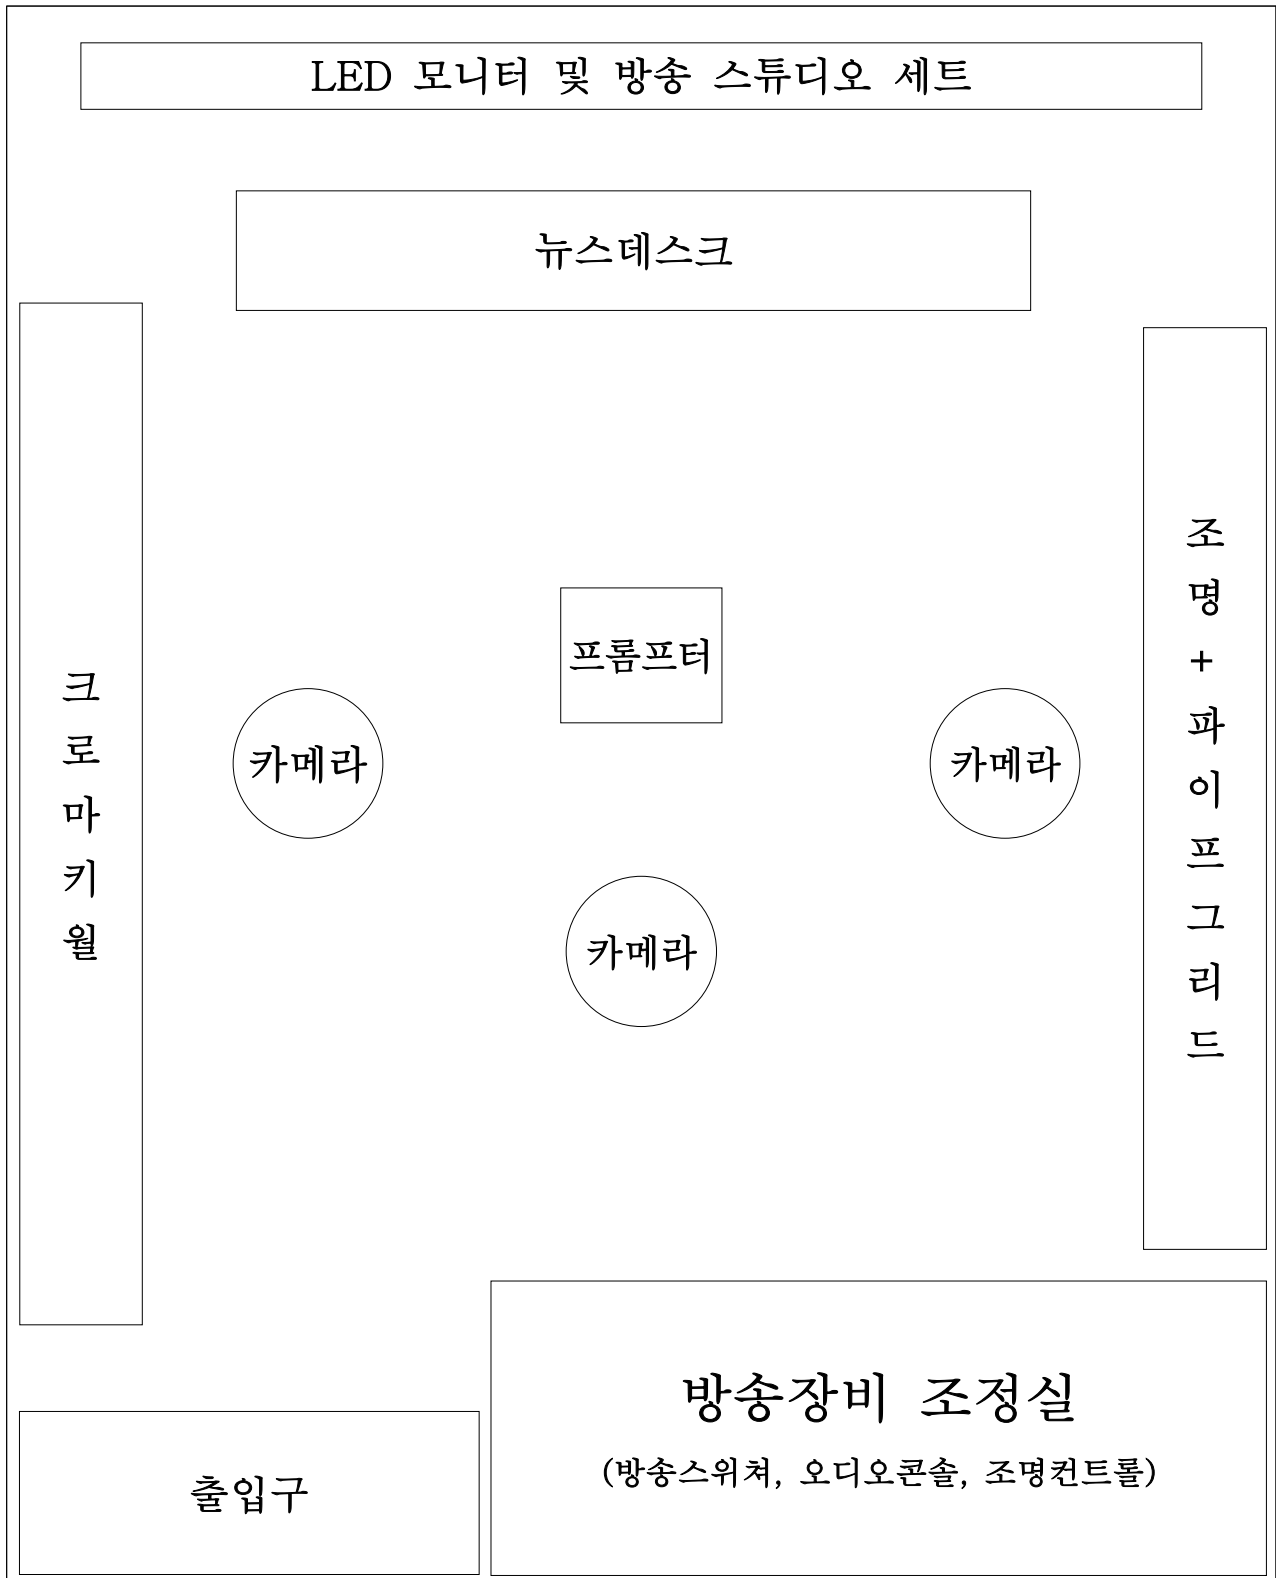 LED 모니터 및 방송 스튜디오 세트
뉴스데스크
크로마키월
조명+파이프그리드
프롬프터
카메라
카메라
카메라
방송장비 조정실
(방송스위쳐, 오디오콘솔, 조명컨트롤)
출입구